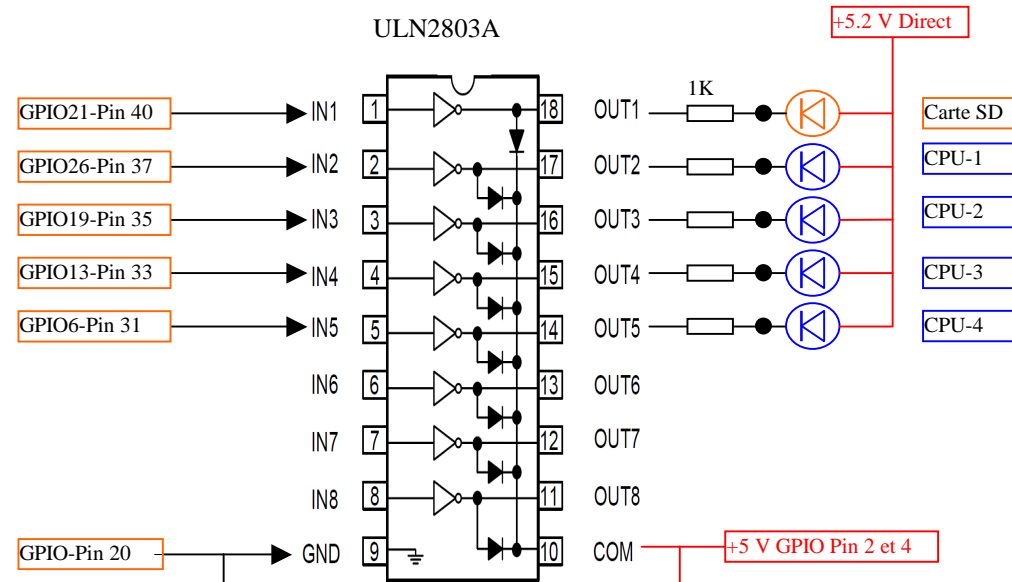 +5.2 V Direct
ULN2803A
GPIO21-Pin 40 IN1 1 18 OUT1 1K Carte SD
GPIO26-Pin 37 IN2 2 17 OUT2 CPU-1
GPIO19-Pin 35 IN3 3 16 OUT3 CPU-2
GPIO13-Pin 33 IN4 4 15 OUT4 CPU-3
GPIO6-Pin 31 IN5 5 14 OUT5 CPU-4
IN6 6 13 OUT6
IN7 7 12 OUT7
IN8 8 11 OUT8
GPIO-Pin 20 GND 9 10 COM +5 V GPIO Pin 2 et 4